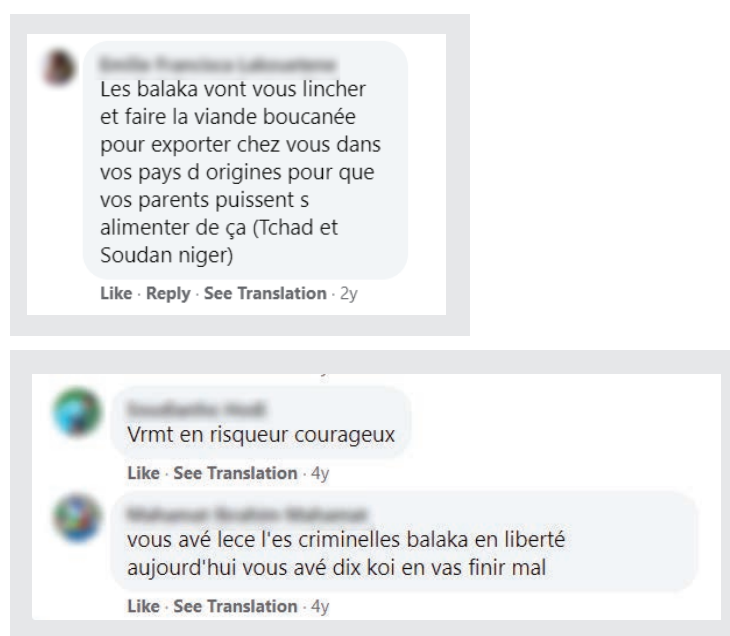 Les balaka vont vous lincher
et faire la viande boucanée
pour exporter chez vous dans
vos pays d origines pour que
vos parents puissent s
alimenter de ça (Tchad et
Soudan niger)
Like · Reply · See Translation · 2y
Vrmt en risqueur courageux
Like · See Translation · 4y
vous avé lece l'es criminelles balaka en liberté
aujourd'hui vous avé dix koi en vas finir mal
Like · See Translation · 4y